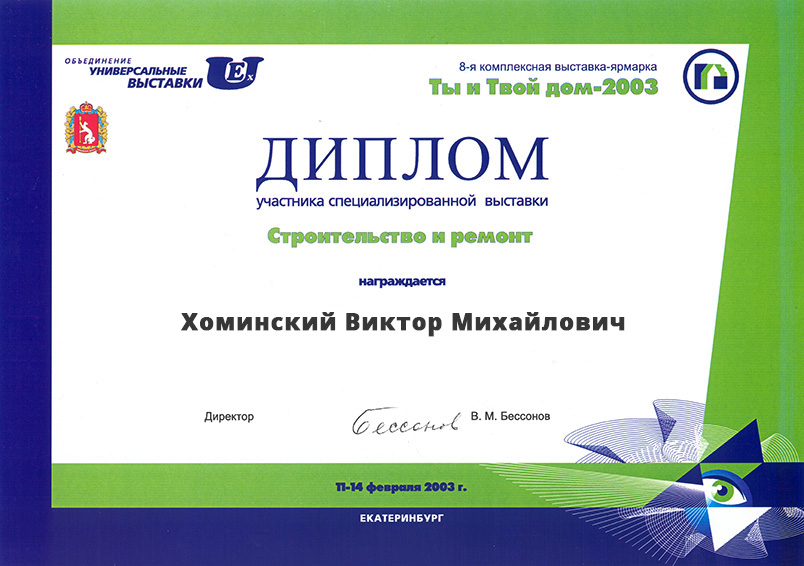 ОБЪЕДИНЕНИЕ
УНИВЕРСАЛЬНЫЕ
ВЫСТАВКИ
UEx
8-я комплексная выставка-ярмарка
Ты и Твой дом-2003
ДИПЛОМ
участника специализированной выставки
Строительство и ремонт
награждается
Хоминский Виктор Михайлович
Директор
Бессонов
В. М. Бессонов
11-14 февраля 2003 г.
ЕКАТЕРИНБУРГ